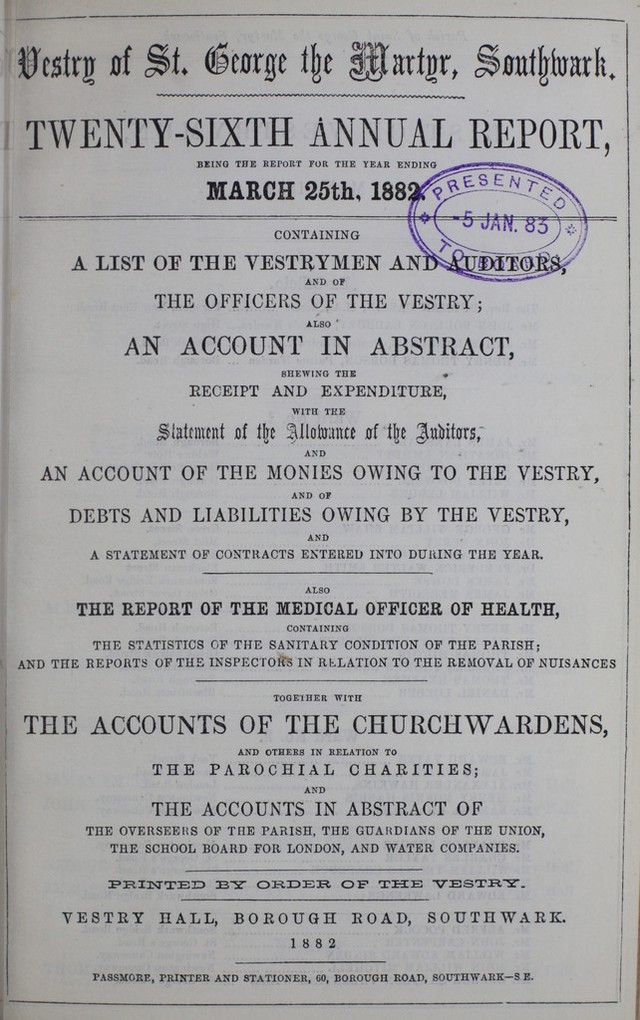 Vestry of St. George the Martyr, Southwark.
TWENTY-SIXTH ANNUAL REPORT,
BEING THE REPORT FOR THE YEAR ENDING
MARCH 25th, 1882.
PRESENTED
-5 JAN. 83
TO
CONTAINING
A LIST OF THE VESTRYMEN AND AUDITORS,
AND OF
THE OFFICERS OF THE VESTRY;
ALSO
AN ACCOUNT IN ABSTRACT,
SHEWING THE
RECEIPT AND EXPENDITURE,
WITH THE
Statement of the Allowance of the Auditors,
AND
AN ACCOUNT OF THE MONIES OWING TO THE VESTRY,
AND OF
DEBTS AND LIABILITIES OWING BY THE VESTRY,
AND
A STATEMENT OF CONTRACTS ENTERED INTO DURING THE YEAR.
ALSO
THE REPORT OF THE MEDICAL OFFICER OF HEALTH,
CONTAINING
THE STATISTICS OF THE SANITARY CONDITION OF THE PARISH;
AND THE REPORTS OF THE INSPECTORS IN RELATION TO THE REMOVAL OF NUISANCES
TOGETHER WITH
THE ACCOUNTS OF THE CHURCHWARDENS,
AND OTHERS IN RELATION TO
THE PAROCHIAL CHARITIES;
AND
THE ACCOUNTS IN ABSTRACT OF
THE OVERSEERS OF THE PARISH, THE GUARDIANS OF THE UNION,
THE SCHOOL BOARD FOR LONDON, AND WATER COMPANIES.
PRINTED BY ORDER OF THE VESTRY.
VESTRY HALL, BOROUGH ROAD, SOUTHWARK.
1882
PASSMORE, PRINTER AND STATIONER, 60, BOROUGH ROAD, SOUTHWARK—S E.